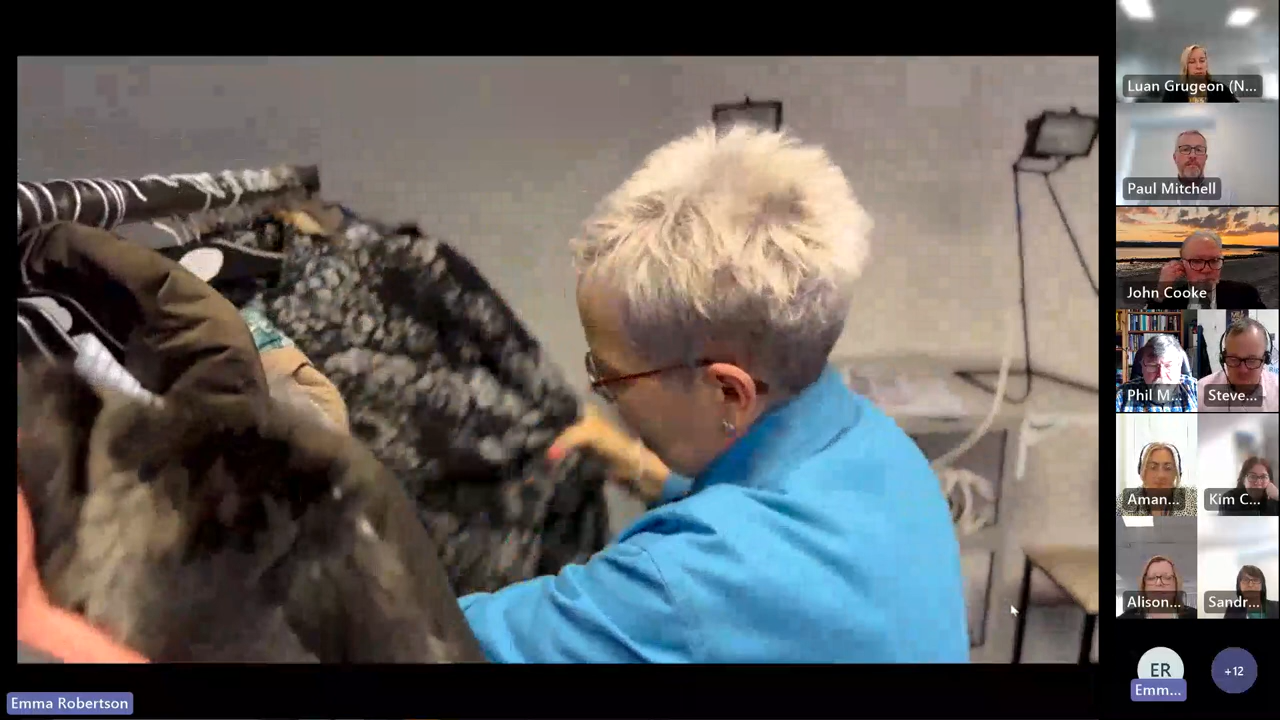 Luan Grugeon (N...
Paul Mitchell
John Cooke
Phil M...
Steve...
Aman...
Kim C...
Alison...
Sandr...
ER
Emm...
+12
Emma Robertson